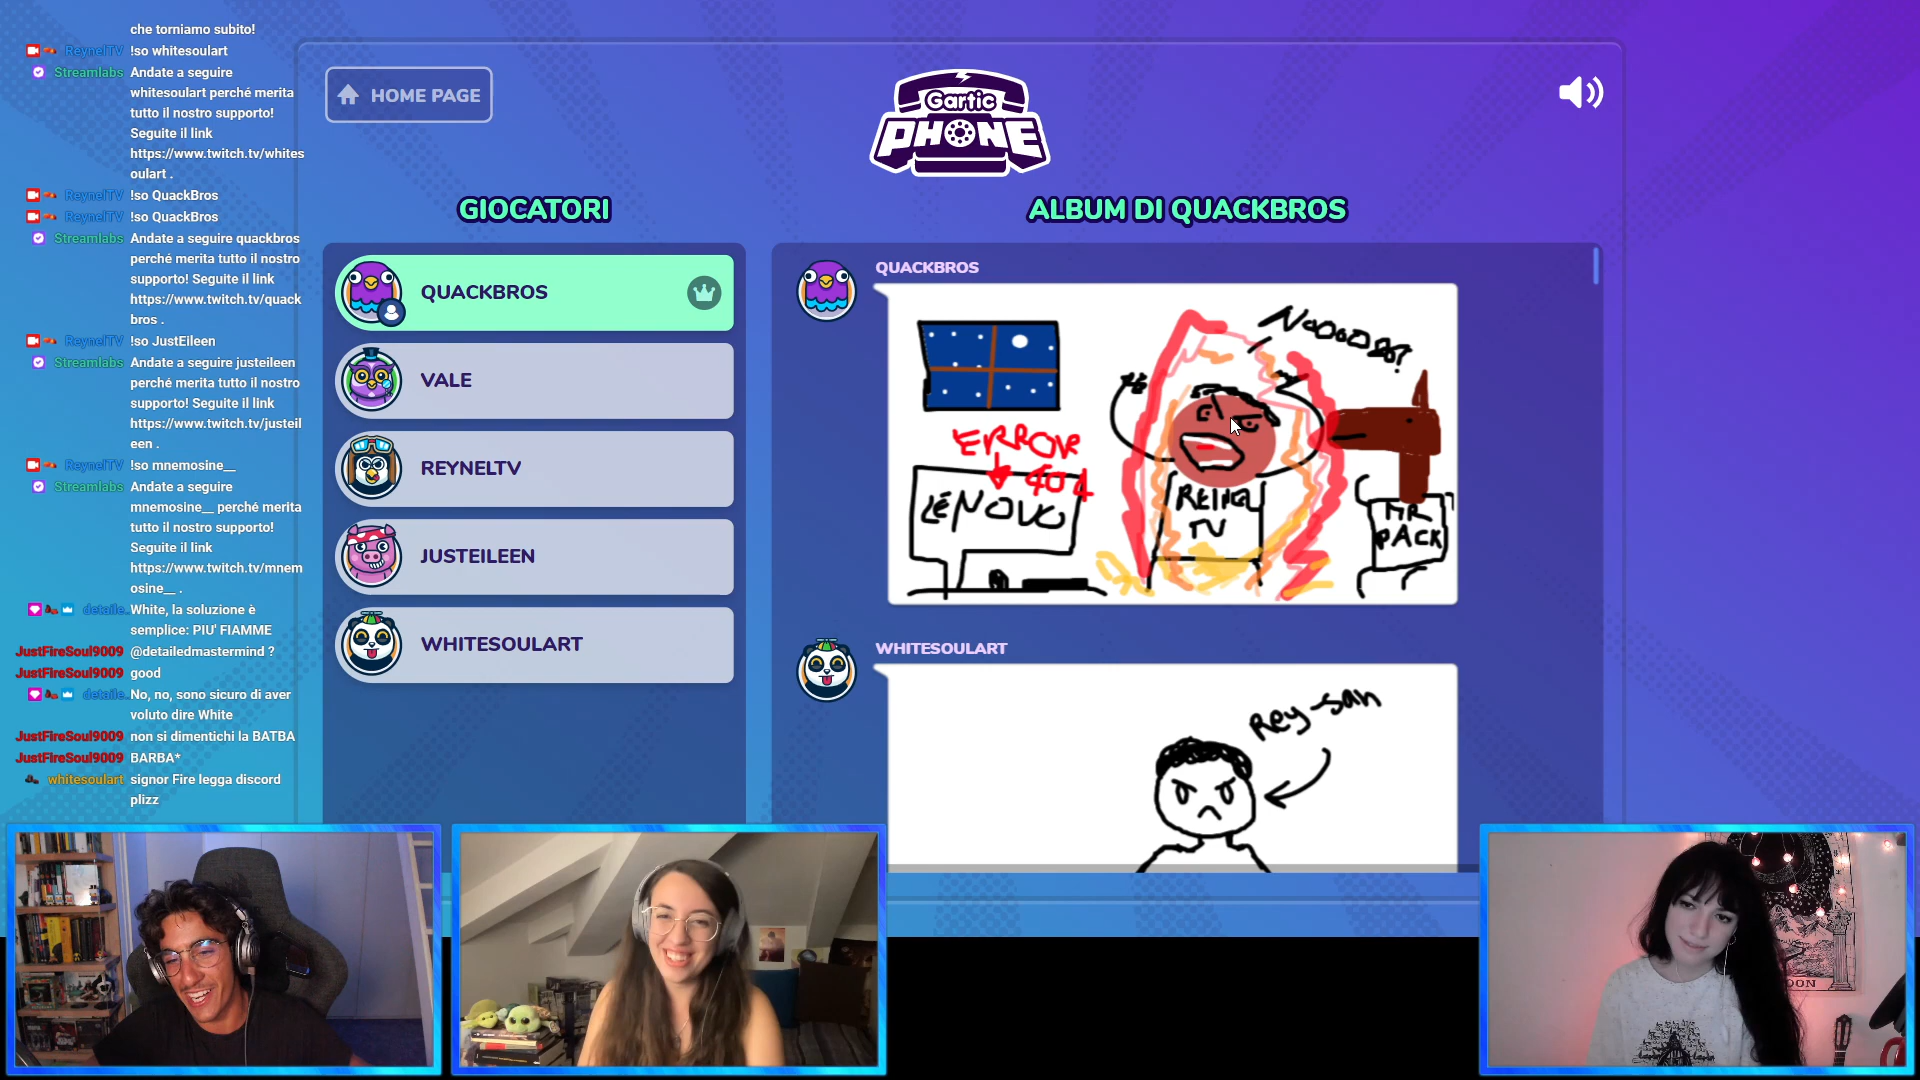 che torniamo subito!
ReynelTV !so whitesoulart
Streamlabs Andate a seguire
whitesoulart perché merita
tutto il nostro supporto!
Seguite il link
https://www.twitch.tv/whites
oulart .
ReynelTV !so QuackBros
ReynelTV !so QuackBros
Streamlabs Andate a seguire quackbros
perché merita tutto il nostro
supporto! Seguite il link
https://www.twitch.tv/quack
bros .
ReynelTV !so JustEileen
Streamlabs Andate a seguire justeileen
perché merita tutto il nostro
supporto! Seguite il link
https://www.twitch.tv/justeil
een .
ReynelTV !so mnemosine__
Streamlabs Andate a seguire
mnemosine__ perché merita
tutto il nostro supporto!
Seguite il link
https://www.twitch.tv/mnem
osine__ .
detaile... White, la soluzione è
semplice: PIU' FIAMME
JustFireSoul9009 @detailedmastermind ?
JustFireSoul9009 good
detaile... No, no, sono sicuro di aver
voluto dire White
JustFireSoul9009 non si dimentichi la BATBA
JustFireSoul9009 BARBA*
whitesoulart signor Fire legga discord
plizz
HOME PAGE
Gartic
PHONE
GIOCATORI
QUACKBROS
VALE
REYNELTV
JUSTEILEEN
WHITESOULART
ALBUM DI QUACKBROS
QUACKBROS
ERROR
404
LENOVO
TV
MR
PACK
WHITESOULART
Rey-san
OON